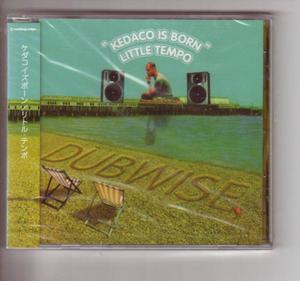 " KEDACO IS BORN "
LITTLE TEMPO
DUBWISE
ケダコ イズ ボーン リトル テンポ